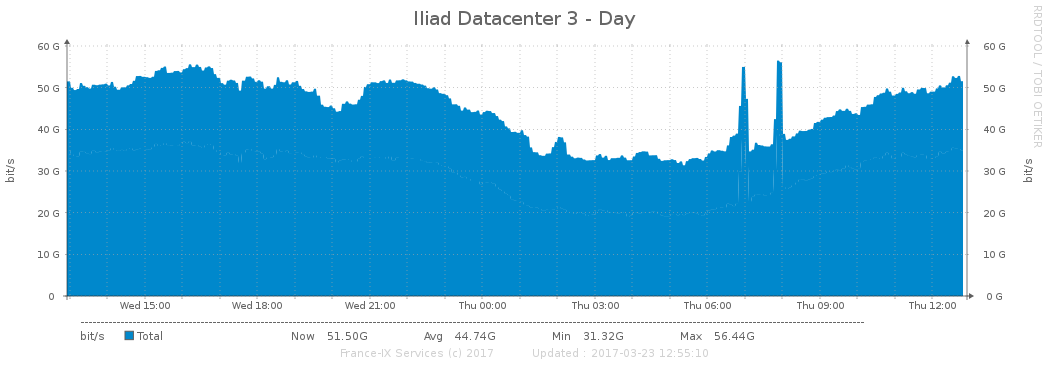 Iliad Datacenter 3 - Day
RRDTOOL / TOBI OETIKER
60 G 60 G
50 G 50 G
40 G 40 G
30 G 30 G
20 G 20 G
10 G 10 G
0 0 G
bit/s bit/s
Wed 15:00 Wed 18:00 Wed 21:00 Thu 00:00 Thu 03:00 Thu 06:00 Thu 09:00 Thu 12:00
bit/s Total Now 51.50G Avg 44.74G Min 31.32G Max 56.44G
France-IX Services (c) 2017 Updated : 2017-03-23 12:55:10